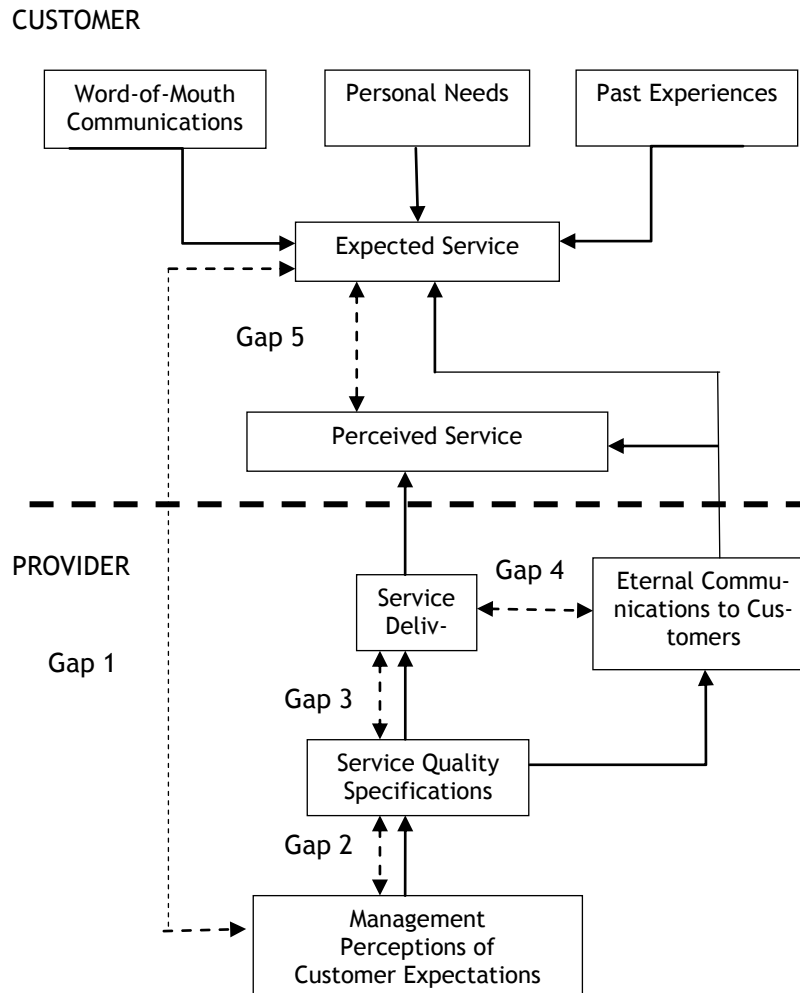 CUSTOMER
Word-of-Mouth
Communications
Personal Needs
Past Experiences
Expected Service
Gap 5
Perceived Service
PROVIDER
Gap 4
Service
Deliv-
Eternal Commu-
nications to Cus-
tomers
Gap 1
Gap 3
Service Quality
Specifications
Gap 2
Management
Perceptions of
Customer Expectations